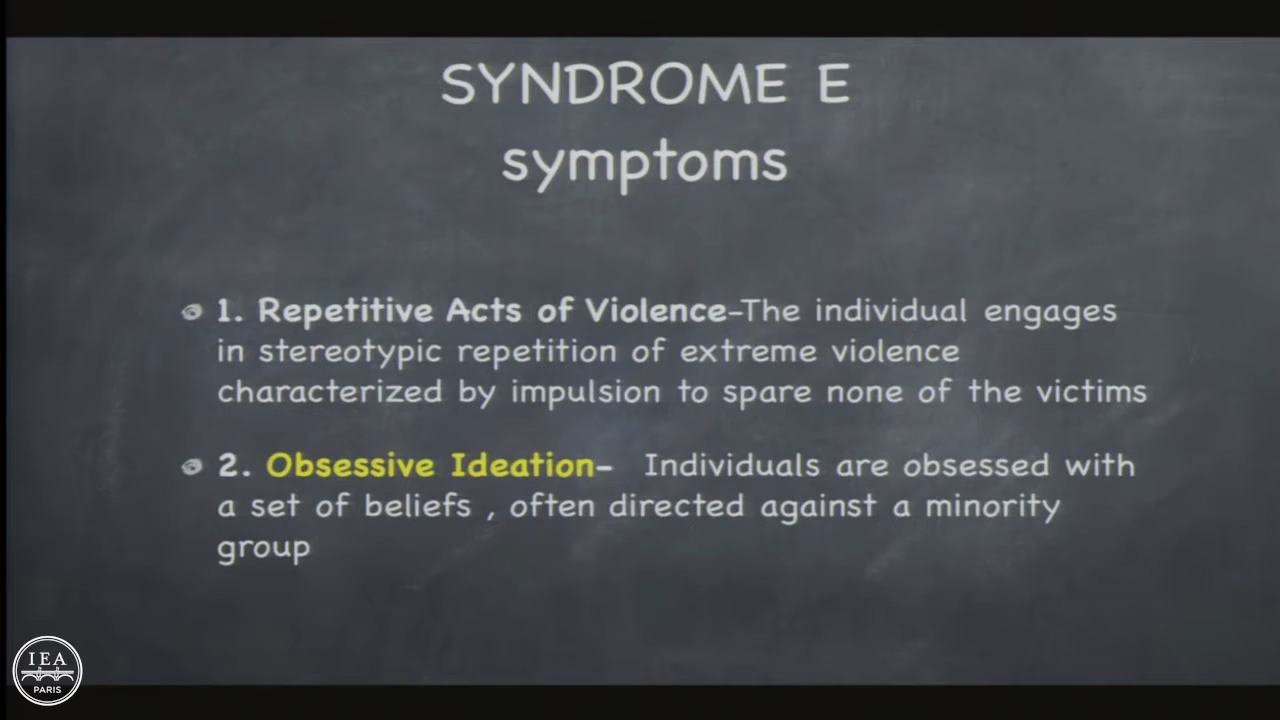 SYNDROME E
symptoms
1. Repetitive Acts of Violence-The individual engages
in stereotypic repetition of extreme violence
characterized by impulsion to spare none of the victims
2. Obsessive Ideation- Individuals are obsessed with
a set of beliefs , often directed against a minority
group
IEA
PARIS